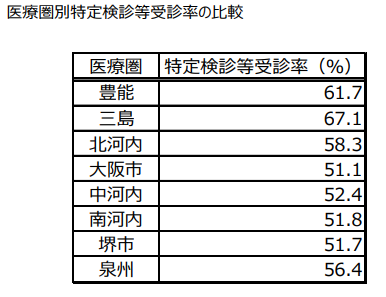 医療圏別特定検診等受診率の比較
医療圏 特定検診等受診率（%）
豊能 61.7
三島 67.1
北河内 58.3
大阪市 51.1
中河内 52.4
南河内 51.8
堺市 51.7
泉州 56.4